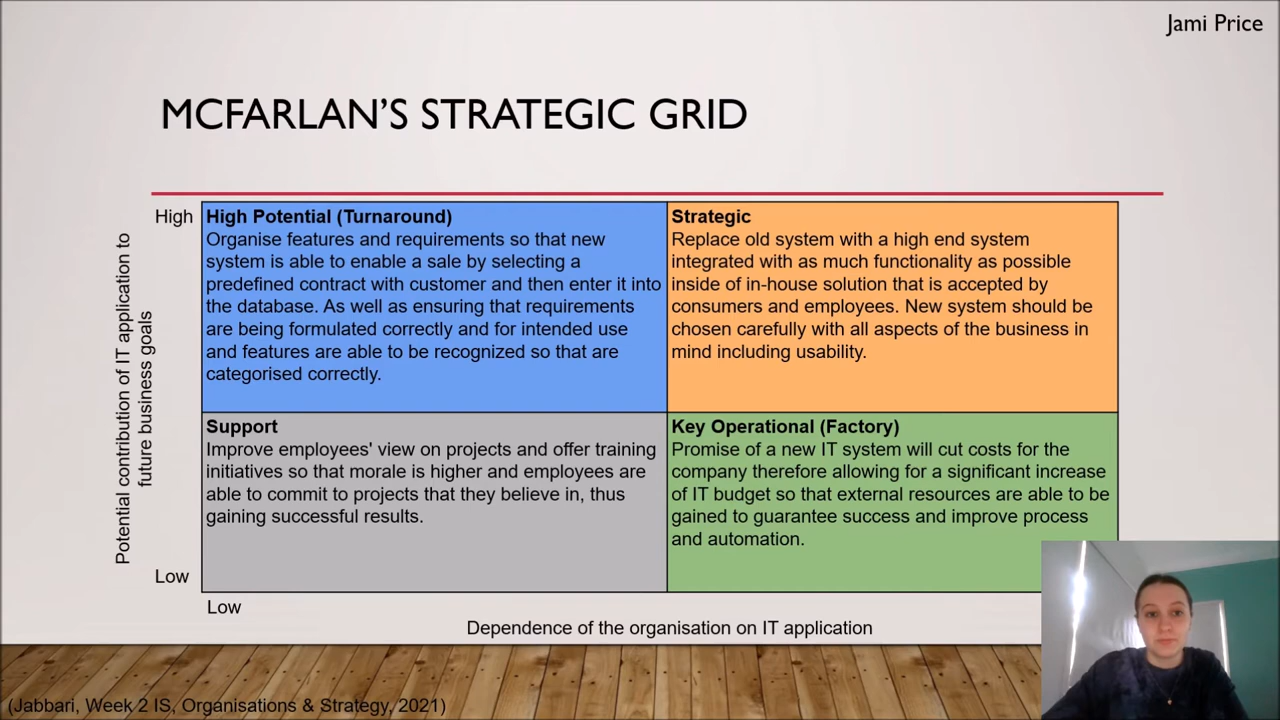 Jami Price
MCFARLAN'S STRATEGIC GRID
High
High Potential (Turnaround)
Organise features and requirements so that new
system is able to enable a sale by selecting a
predefined contract with customer and then enter it into
the database. As well as ensuring that requirements
are being formulated correctly and for intended use
and features are able to be recognized so that are
categorised correctly.
Strategic
Replace old system with a high end system
integrated with as much functionality as possible
inside of in-house solution that is accepted by
consumers and employees. New system should be
chosen carefully with all aspects of the business in
mind including usability.
Potential contribution of IT application to
future business goals
Support
Improve employees' view on projects and offer training
initiatives so that morale is higher and employees are
able to commit to projects that they believe in, thus
gaining successful results.
Key Operational (Factory)
Promise of a new IT system will cut costs for the
company therefore allowing for a significant increase
of IT budget so that external resources are able to be
gained to guarantee success and improve process
and automation.
Low
Low
Dependence of the organisation on IT application
(Jabbari, Week 2 IS, Organisations & Strategy, 2021)